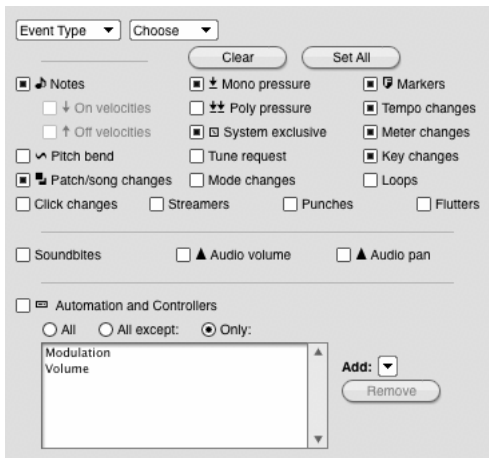 Event Type Choose
Clear Set All
Notes Mono pressure Markers
On velocities Poly pressure Tempo changes
Off velocities System exclusive Meter changes
Pitch bend Tune request Key changes
Patch/song changes Mode changes Loops
Click changes Streamers Punches Flutters
Soundbites Audio volume Audio pan
Automation and Controllers
All All except: Only:
Modulation
Volume
Add:
Remove